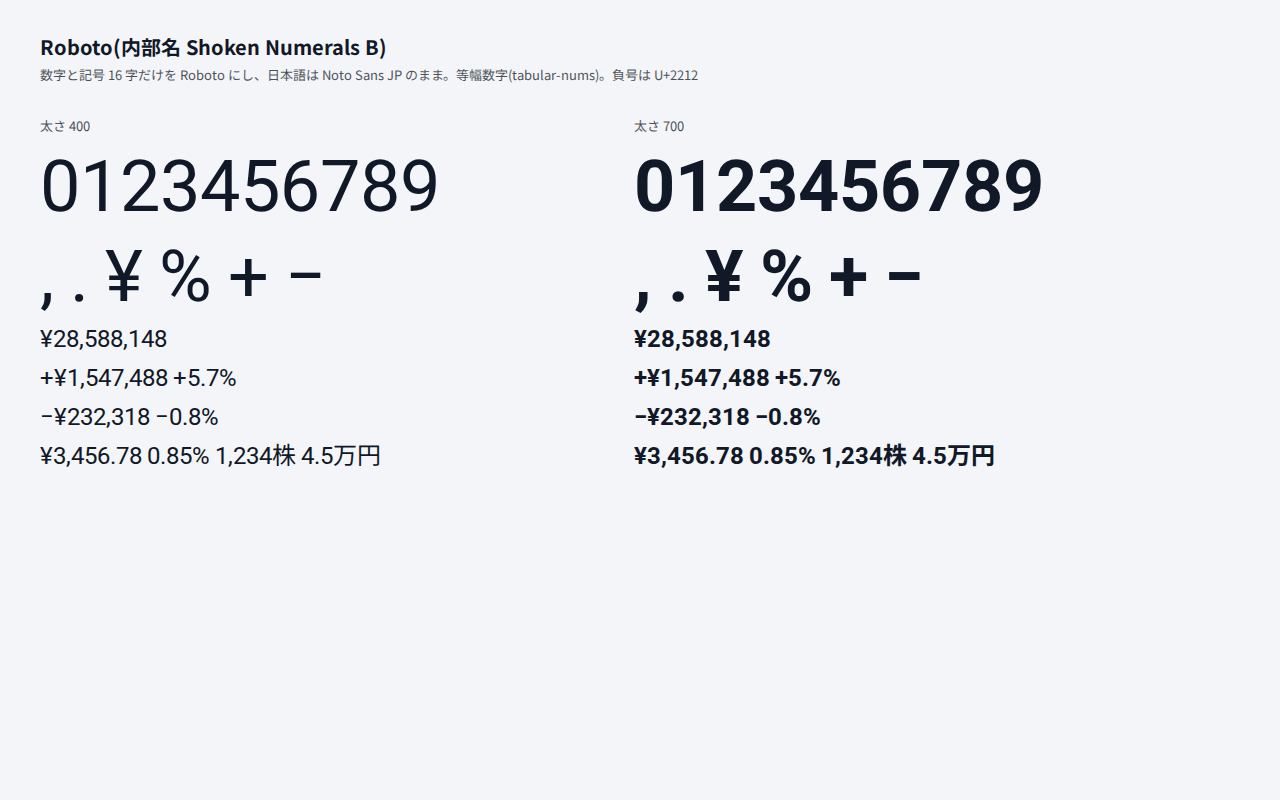 Roboto(内部名 Shoken Numerals B)
数字と記号 16 字だけを Roboto にし、日本語は Noto Sans JP のまま。等幅数字(tabular-nums)。負号は U+2212
太さ 400
0123456789
, . ¥ % + −
¥28,588,148
+¥1,547,488 +5.7%
−¥232,318 −0.8%
¥3,456.78 0.85% 1,234株 4.5万円
太さ 700
0123456789
, . ¥ % + −
¥28,588,148
+¥1,547,488 +5.7%
−¥232,318 −0.8%
¥3,456.78 0.85% 1,234株 4.5万円